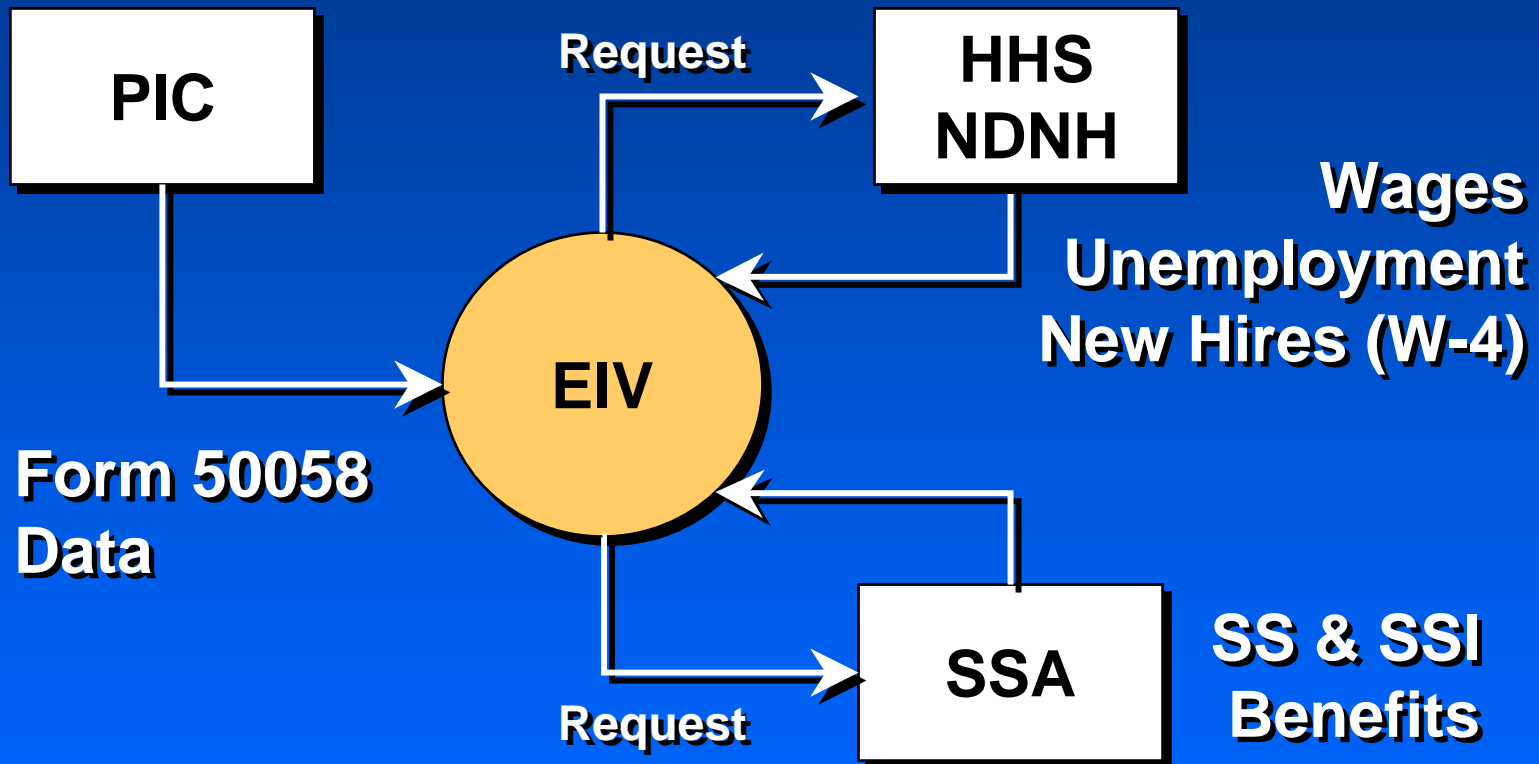 PIC
Request
HHS
NDNH
Wages
Unemployment
New Hires (W-4)
EIV
Form 50058
Data
SSA
SS & SSI
Benefits
Request